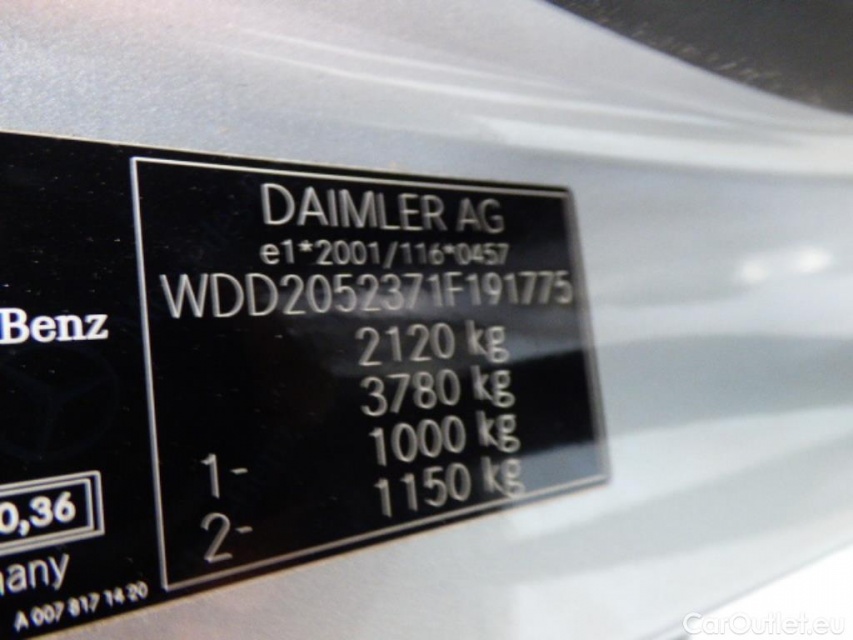 DAIMLER AG
e1*2001/116*0457
WDD2052371F191775
2120 kg
3780 kg
1- 1000 kg
2- 1150 kg
Benz
0,36
many
A 007 817 14 20
CarOutlet.eu